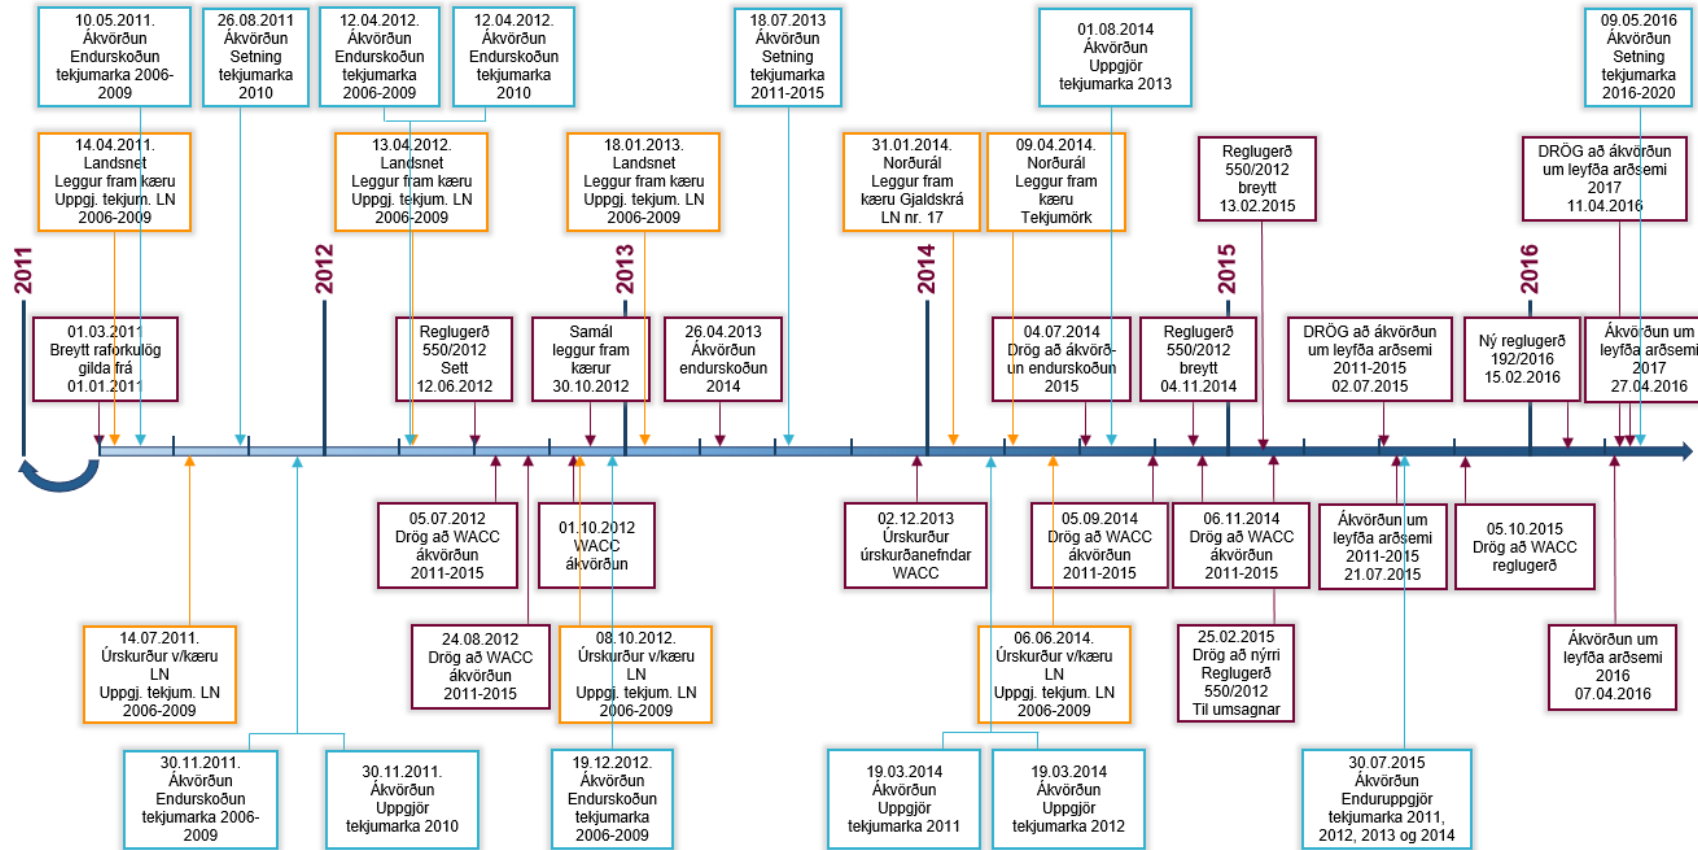 10.05.2011.
Ákvörðun
Endurskoðun
tekjumarka 2006-
2009
26.08.2011
Ákvörðun
Setning
tekjumarka
2010
12.04.2012.
Ákvörðun
Endurskoðun
tekjumarka
2006-2009
12.04.2012.
Ákvörðun
Endurskoðun
tekjumarka
2010
18.07.2013
Ákvörðun
Setning
tekjumarka
2011-2015
01.08.2014
Ákvörðun
Uppgjör
tekjumarka 2013
09.05.2016
Ákvörðun
Setning
tekjumarka
2016-2020
14.04.2011.
Landsnet
Leggur fram kæru
Uppgj. tekjum. LN
2006-2009
13.04.2012.
Landsnet
Leggur fram kæru
Uppgj. tekjum. LN
2006-2009
18.01.2013.
Landsnet
Leggur fram kæru
Uppgj. tekjum. LN
2006-2009
31.01.2014.
Norðurál
Leggur fram
kæru Gjaldskrá
LN nr. 17
09.04.2014.
Norðurál
Leggur fram
kæru
Tekjumörk
Reglugerð
550/2012
breytt
13.02.2015
DRÖG að ákvörðun
um leyfða arðsemi
2017
11.04.2016
2011
2012
2013
2014
2015
2016
01.03.2011
Breytt raforkulög
gilda frá
01.01.2011
Reglugerð
550/2012
Sett
12.06.2012
Samál
leggur fram
kærur
30.10.2012
26.04.2013
Ákvörðun
endurskoðun
2014
04.07.2014
Drög að ákvörð-
un endurskoðun
2015
Reglugerð
550/2012
breytt
04.11.2014
DRÖG að ákvörðun
um leyfða arðsemi
2011-2015
02.07.2015
Ný reglugerð
192/2016
15.02.2016
Ákvörðun um
leyfða arðsemi
2017
27.04.2016
05.07.2012
Drög að WACC
ákvörðun
2011-2015
01.10.2012
WACC
ákvörðun
02.12.2013
Úrskurður
úrskurðanefndar
WACC
05.09.2014
Drög að WACC
ákvörðun
2011-2015
06.11.2014
Drög að WACC
ákvörðun
2011-2015
Ákvörðun um
leyfða arðsemi
2011-2015
21.07.2015
05.10.2015
Drög að WACC
reglugerð
14.07.2011.
Úrskurður v/kæru
LN
Uppgj. tekjum. LN
2006-2009
24.08.2012
Drög að WACC
ákvörðun
2011-2015
08.10.2012.
Úrskurður v/kæru
LN
Uppgj. tekjum. LN
2006-2009
06.06.2014.
Úrskurður v/kæru
LN
Uppgj. tekjum. LN
2006-2009
25.02.2015
Drög að nýrri
Reglugerð
550/2012
Til umsagnar
Ákvörðun um
leyfða arðsemi
2016
07.04.2016
30.11.2011.
Ákvörðun
Endurskoðun
tekjumarka 2006-
2009
30.11.2011.
Ákvörðun
Uppgjör
tekjumarka 2010
19.12.2012.
Ákvörðun
Endurskoðun
tekjumarka
2006-2009
19.03.2014
Ákvörðun
Uppgjör
tekjumarka 2011
19.03.2014
Ákvörðun
Uppgjör
tekjumarka 2012
30.07.2015
Ákvörðun
Enduruppgjör
tekjumarka 2011,
2012, 2013 og 2014